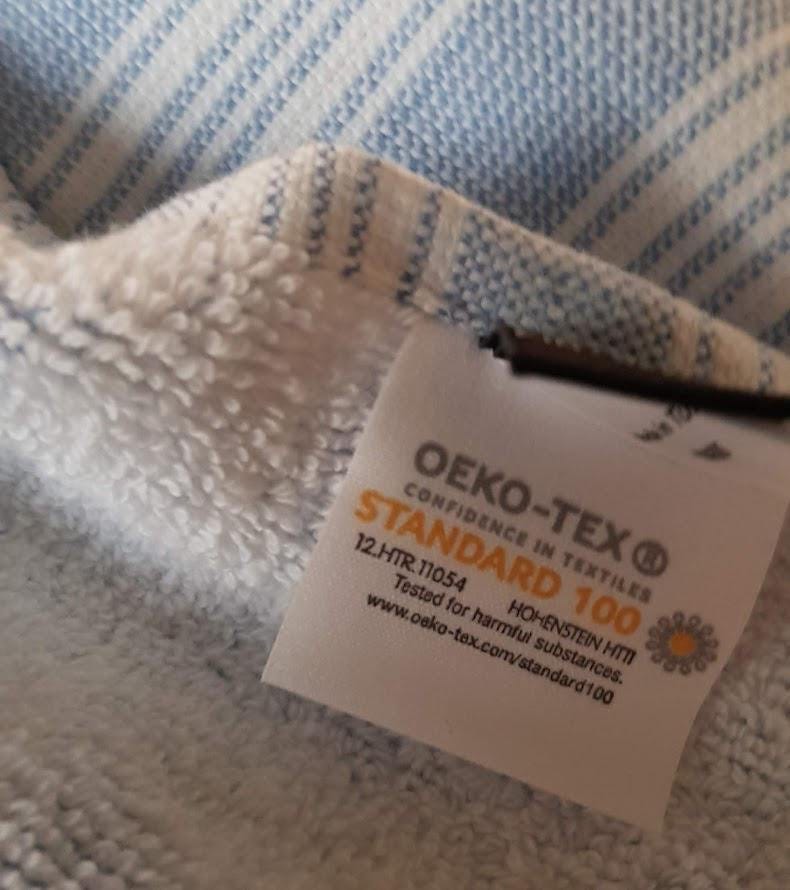 OEKO-TEX®
CONFIDENCE IN TEXTILES
STANDARD 100
12.HTR.11054 HOHENSTEIN HTTI
Tested for harmful substances.
www.oeko-tex.com/standard100